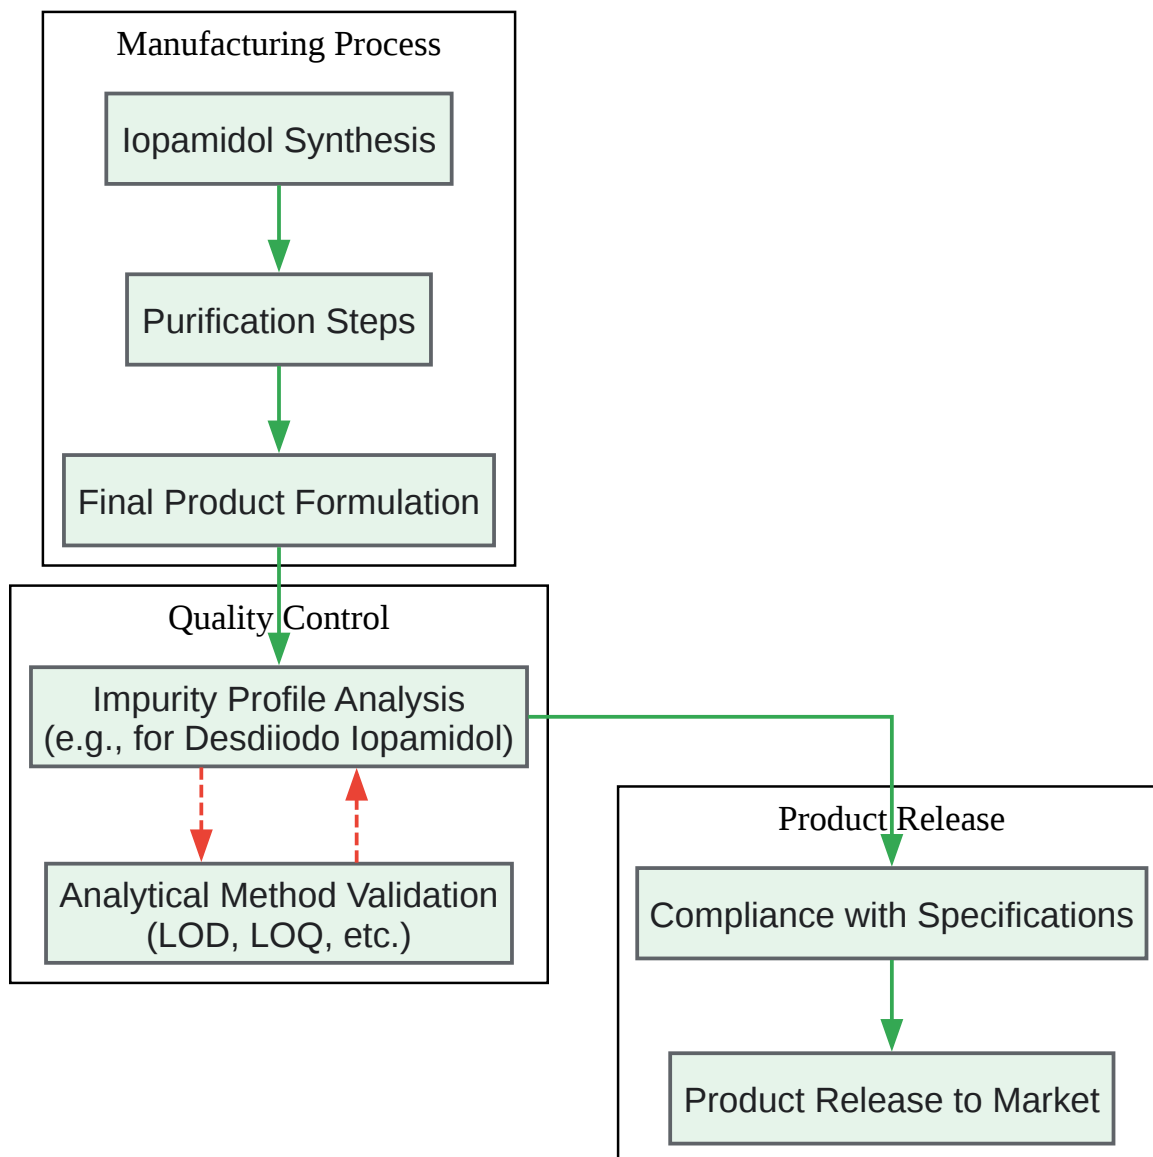 Manufacturing Process
Iopamidol Synthesis
Purification Steps
Final Product Formulation
Quality Control
Impurity Profile Analysis
(e.g., for Desdiiodo Iopamidol)
Analytical Method Validation
(LOD, LOQ, etc.)
Product Release
Compliance with Specifications
Product Release to Market